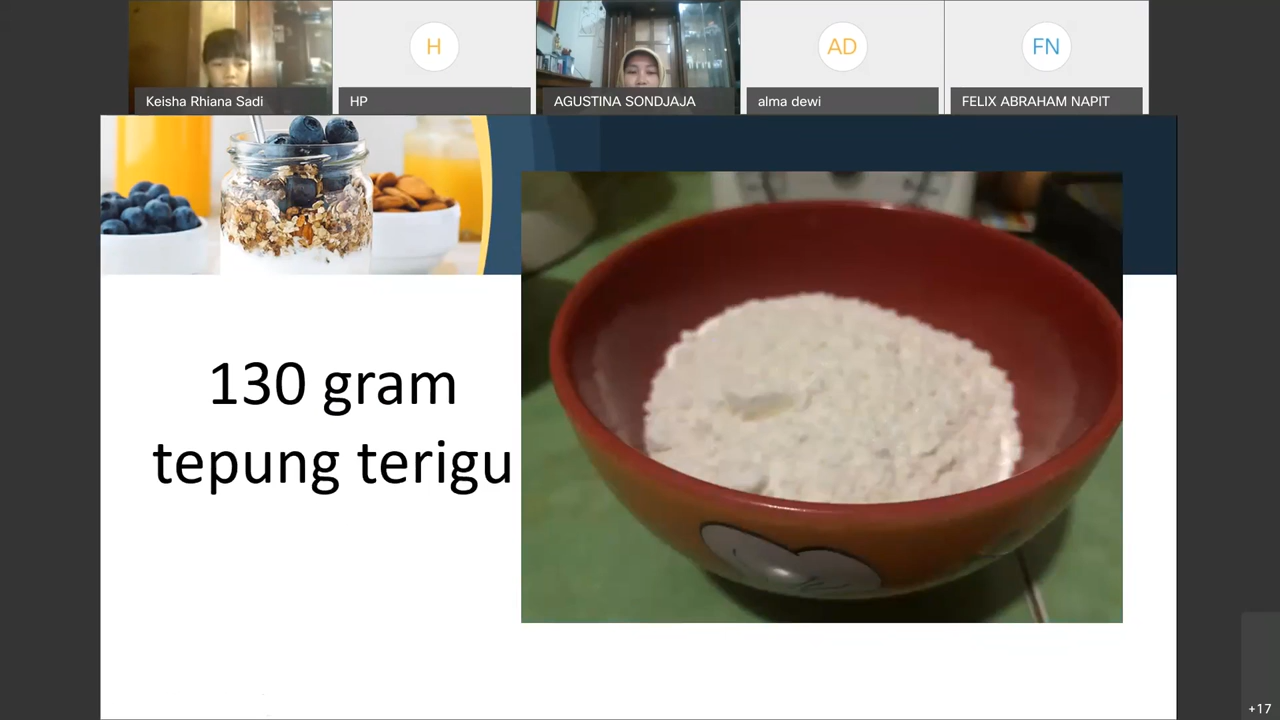 Keisha Rhiana Sadi
H
HP
AGUSTINA SONDJAJA
AD
alma dewi
FN
FELIX ABRAHAM NAPIT
130 gram
tepung terigu
+17